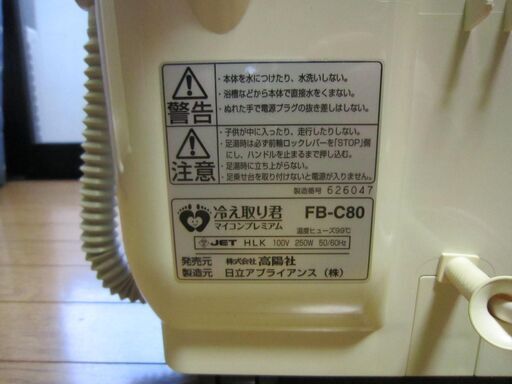 警告
・本体を水につけたり、水洗いしない。
・浴槽などから本体で直接水をくまない。
・ぬれた手で電源プラグの抜き差しはしない。
注意
・子供が中に入ったり、走行したりしない。
・足湯時は必ず前輪ロックレバーを「STOP」側
にし、ハンドルを止まるまで押し込む。
・足湯時に立ち上がらない。
・足乗せ台を取り付けないと電源が入りません。
製造番号 626047
冷え取り君 FB-C80
マイコンプレミアム 温度ヒューズ99℃
JET HLK 100V 250W 50/60Hz
発売元 株式会社 高陽社
製造元 日立アプライアンス（株）